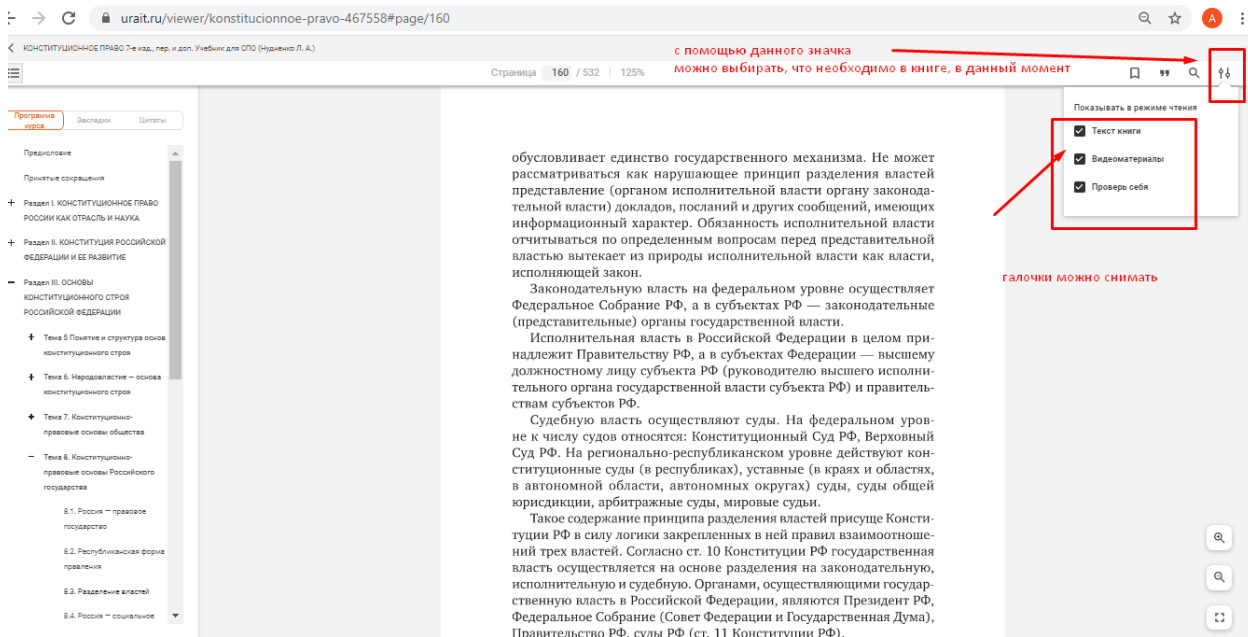 urait.ru/viewer/konstitucionnoe-pravo-467558#page/160
А
КОНСТИТУЦИОННОЕ ПРАВО 7-е изд., пер. и доп. Учебник для СПО (Нудненко Л. А.)
с помощью данного значка
можно выбирать, что необходимо в книге, в данный момент
Страница 160 / 532 125%
Программа курса
Закладки
Цитаты
Предисловие
Принятые сокращения
Раздел I. КОНСТИТУЦИОННОЕ ПРАВО
РОССИИ КАК ОТРАСЛЬ И НАУКА
Раздел II. КОНСТИТУЦИЯ РОССИЙСКОЙ
ФЕДЕРАЦИИ И ЕЕ РАЗВИТИЕ
Раздел III. ОСНОВЫ
КОНСТИТУЦИОННОГО СТРОЯ
РОССИЙСКОЙ ФЕДЕРАЦИИ
Тема 5 Понятие и структура основ
конституционного строя
Тема 6. Народовластие — основа
конституционного строя
Тема 7. Конституционно-
правовые основы общества
Тема 8. Конституционно-
правовые основы Российского
государства
8.1. Россия — правовое
государство
8.2. Республиканская форма
правления
8.3. Разделение властей
8.4. Россия — социальное
обусловливает единство государственного механизма. Не может
рассматриваться как нарушающее принцип разделения властей
представление (органом исполнительной власти органу законода-
тельной власти) докладов, посланий и других сообщений, имеющих
информационный характер. Обязанность исполнительной власти
отчитываться по определенным вопросам перед представительной
властью вытекает из природы исполнительной власти как власти,
исполняющей закон.
Законодательную власть на федеральном уровне осуществляет
Федеральное Собрание РФ, а в субъектах РФ — законодательные
(представительные) органы государственной власти.
Исполнительная власть в Российской Федерации в целом при-
надлежит Правительству РФ, а в субъектах Федерации — высшему
должностному лицу субъекта РФ (руководителю высшего исполни-
тельного органа государственной власти субъекта РФ) и правитель-
ствам субъектов РФ.
Судебную власть осуществляют суды. На федеральном уров-
не к числу судов относятся: Конституционный Суд РФ, Верховный
Суд РФ. На регионально-республиканском уровне действуют кон-
ституционные суды (в республиках), уставные (в краях и областях,
в автономной области, автономных округах) суды, суды общей
юрисдикции, арбитражные суды, мировые судьи.
Такое содержание принципа разделения властей присуще Консти-
туции РФ в силу логики закрепленных в ней правил взаимоотноше-
ний трех властей. Согласно ст. 10 Конституции РФ государственная
власть осуществляется на основе разделения на законодательную,
исполнительную и судебную. Органами, осуществляющими государ-
ственную власть в Российской Федерации, являются Президент РФ,
Федеральное Собрание (Совет Федерации и Государственная Дума),
Правительство РФ, суды РФ (ст. 11 Конституции РФ).
Показывать в режиме чтения
Текст книги
Видеоматериалы
Проверь себя
галочки можно снимать